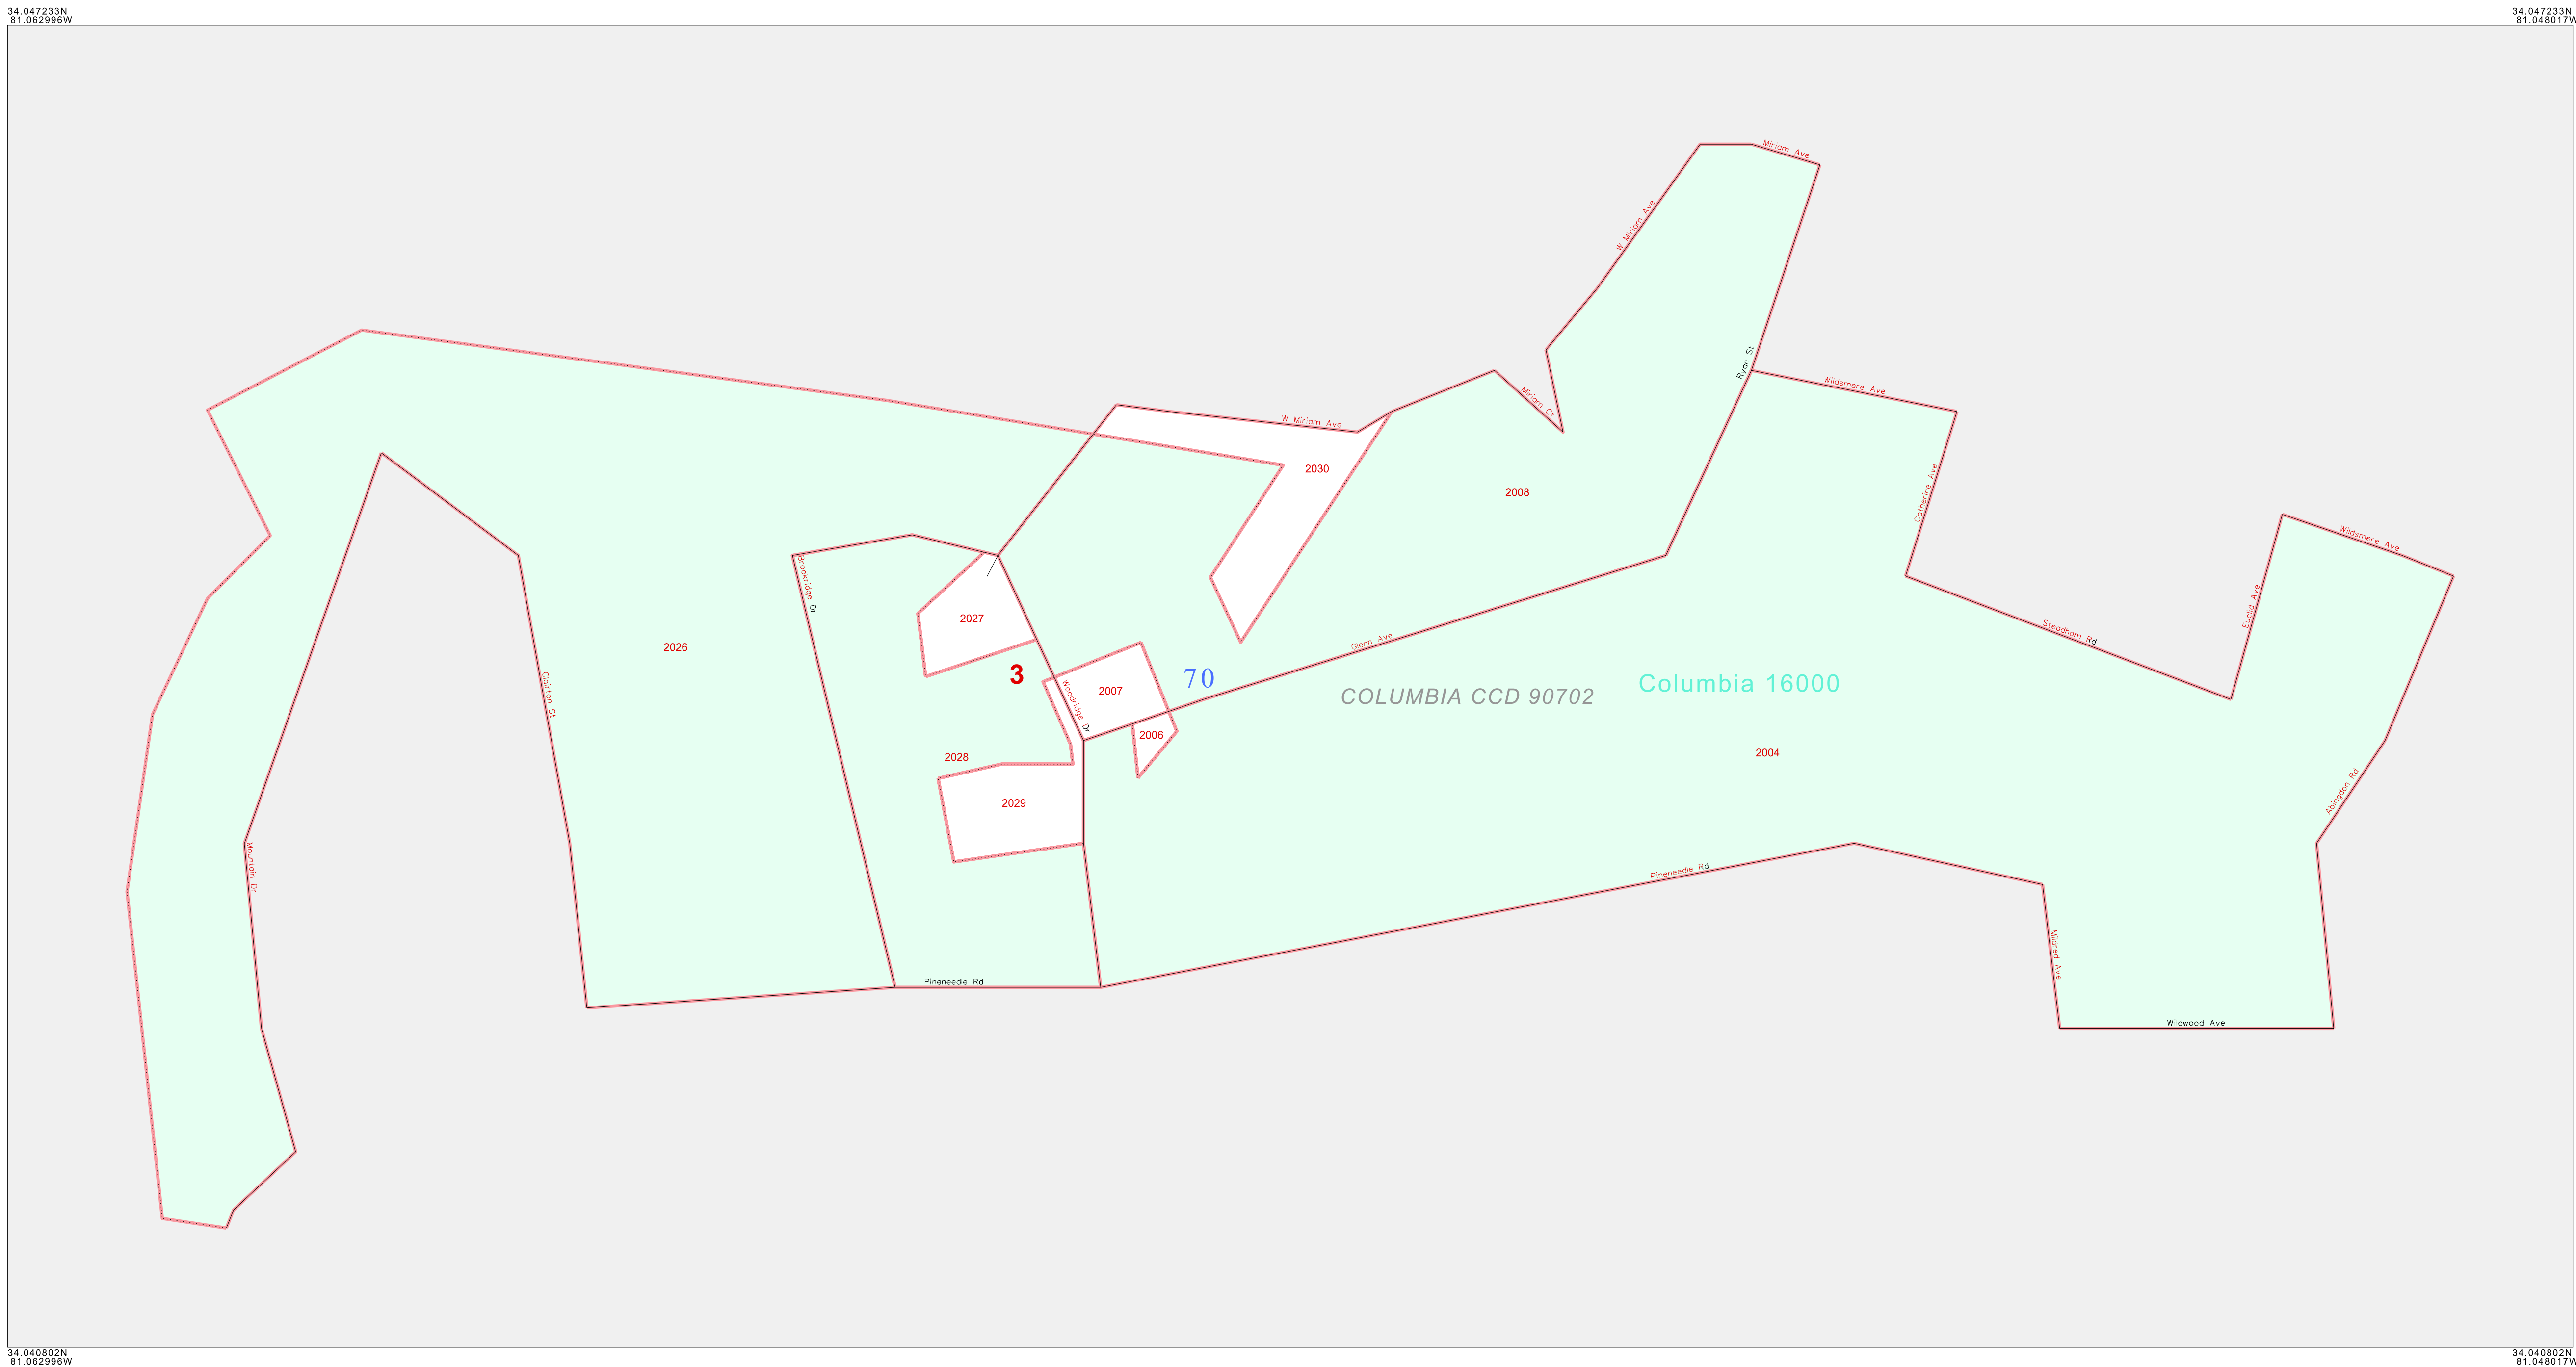 34.047233N
81.062996W
34.047233N
81.048017W
Miriam Ave
W Miriam Ave
Ryan St
Wildsmere Ave
Miriam Ct
W Miriam Ave
2030
2008
Catherine Ave
Wildsmere Ave
Brookridge Dr
2027
Euclid Ave
Steadham Rd
Glenn Ave
2026
3
70
Columbia 16000
COLUMBIA CCD 90702
Clairton St
Woodridge Dr
2007
2006
2028
2004
2029
Abingdon Rd
Mountain Dr
Pineneedle Rd
Mildred Ave
Pineneedle Rd
Wildwood Ave
34.040802N
81.062996W
34.040802N
81.048017W